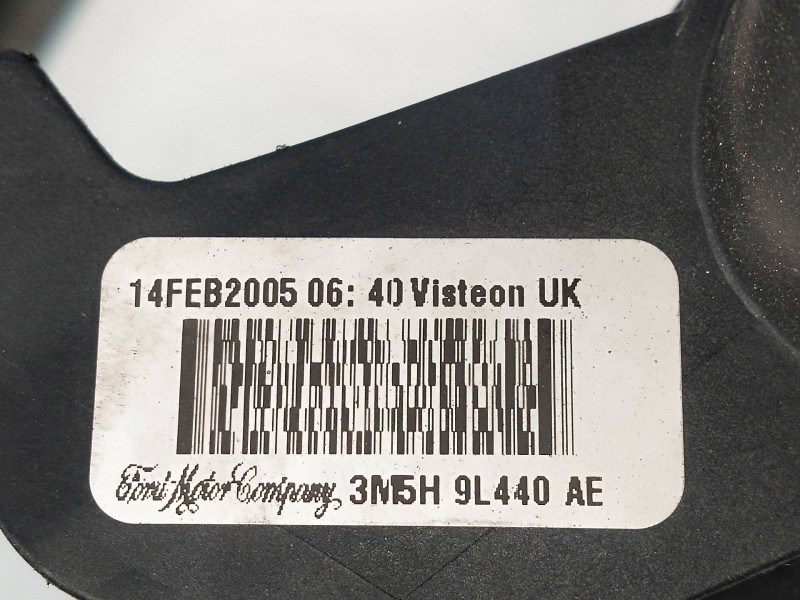 14FEB2005 06: 40 Visteon UK
Ford Motor Company 3M5H 9L440 AE